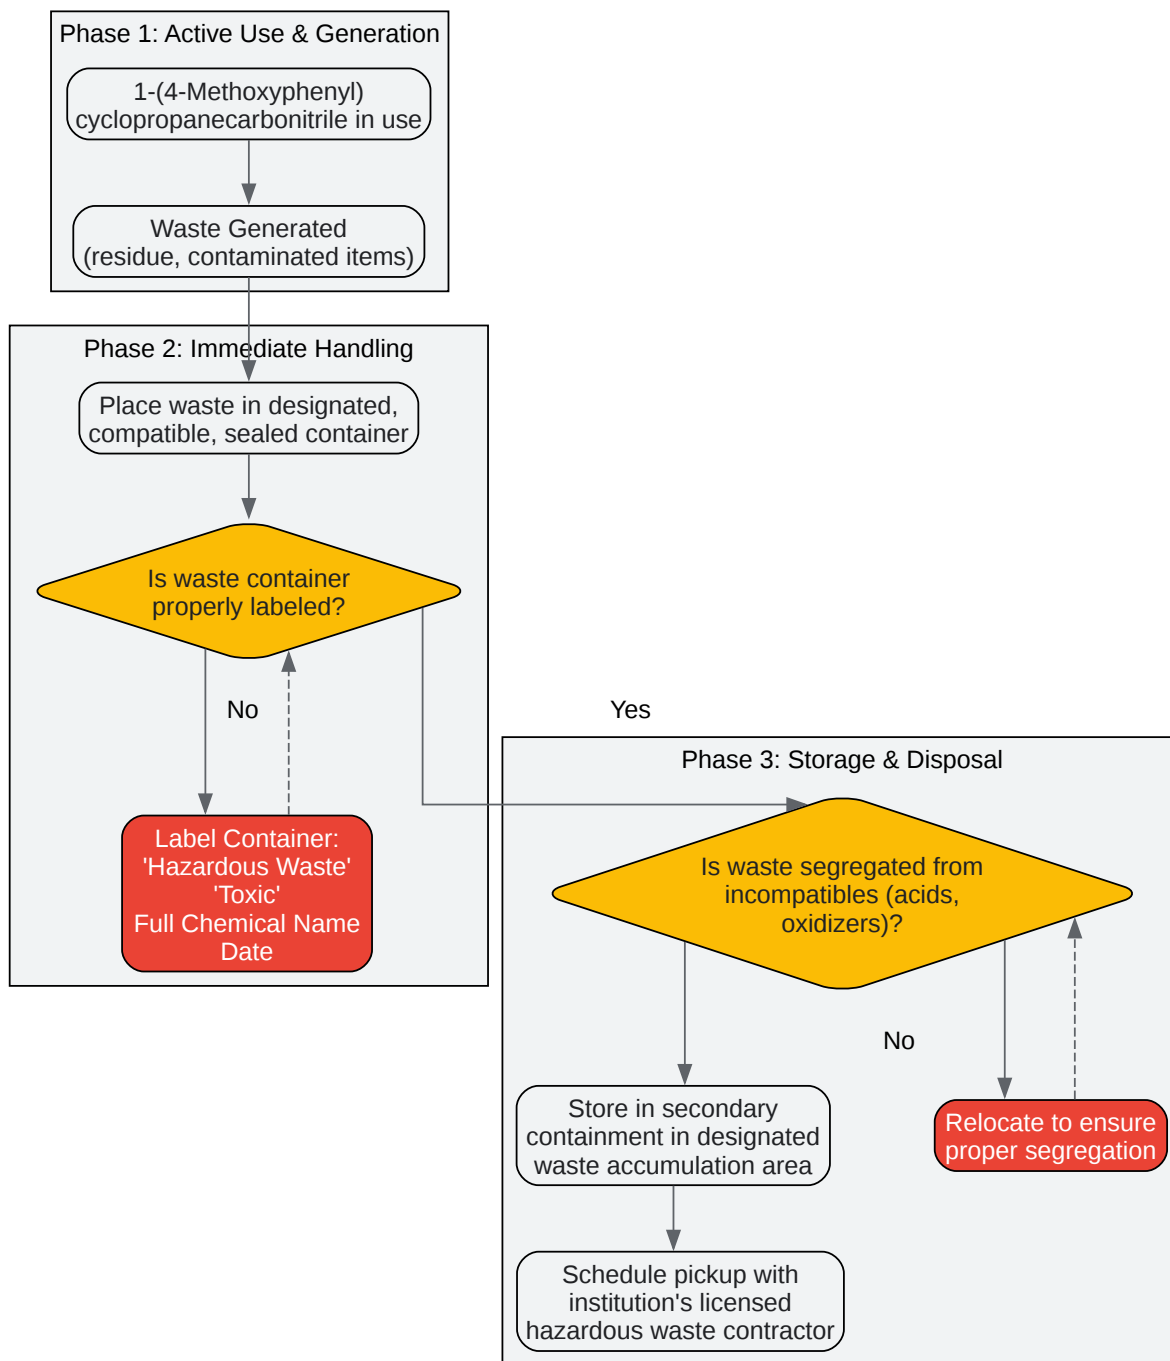 Phase 1: Active Use & Generation
1-(4-Methoxyphenyl)
cyclopropanecarbonitrile in use
Waste Generated
(residue, contaminated items)
Phase 2: Immediate Handling
Place waste in designated,
compatible, sealed container
Is waste container
properly labeled?
No
Yes
Label Container:
'Hazardous Waste'
'Toxic'
Full Chemical Name
Date
Phase 3: Storage & Disposal
Is waste segregated from
incompatibles (acids,
oxidizers)?
No
Store in secondary
containment in designated
waste accumulation area
Relocate to ensure
proper segregation
Schedule pickup with
institution's licensed
hazardous waste contractor